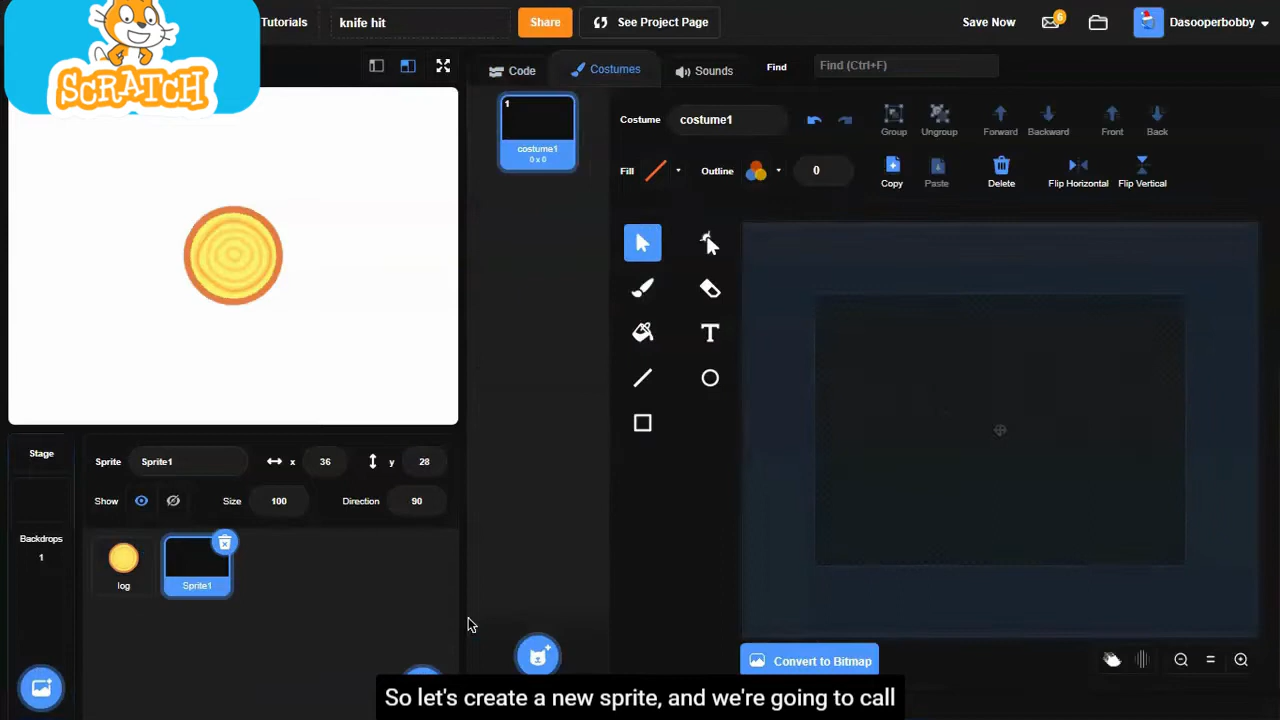 SCRATCH
Tutorials
knife hit
Share
See Project Page
Save Now
6
Dasooperbobby
Code
Costumes
Sounds
Find
Find (Ctrl+F)
1
costume1
0 x 0
Costume
costume1
Group
Ungroup
Forward
Backward
Front
Back
Fill
Outline
0
Copy
Paste
Delete
Flip Horizontal
Flip Vertical
T
Stage
Sprite
Sprite1
x
36
y
28
Show
Size
100
Direction
90
Backdrops
1
log
Sprite1
Convert to Bitmap
So let's create a new sprite, and we're going to call